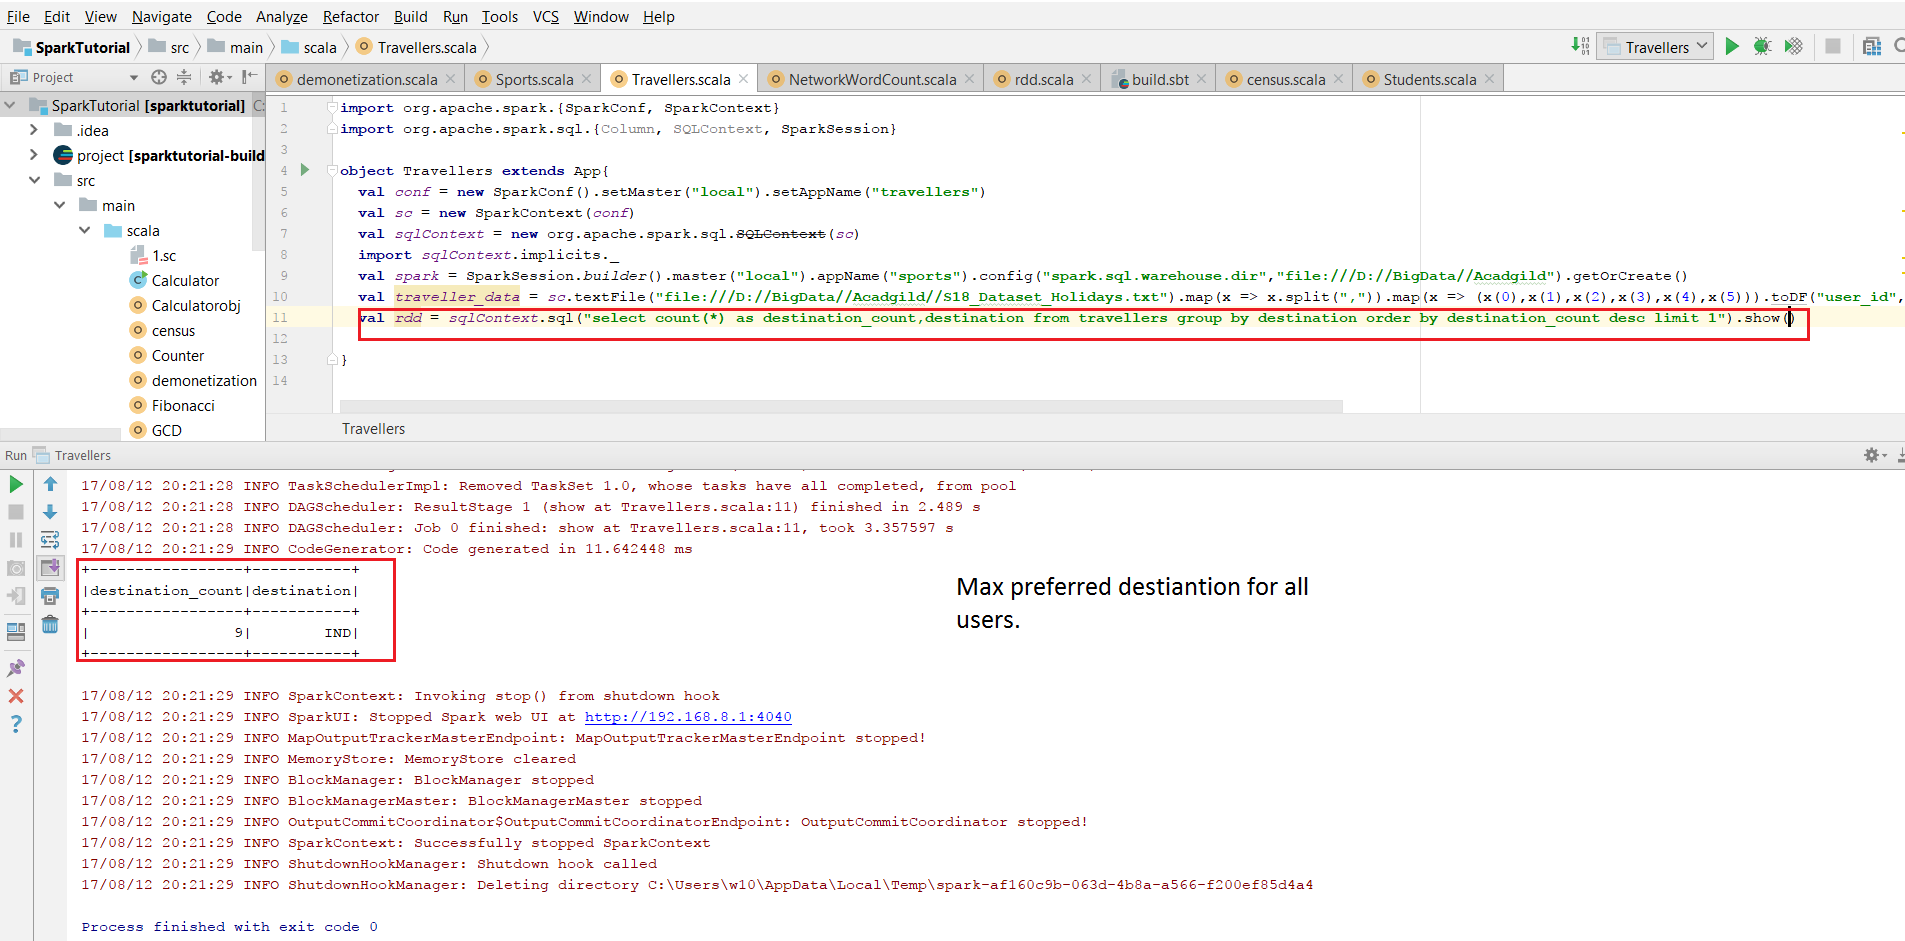 File Edit View Navigate Code Analyze Refactor Build Run Tools VCS Window Help
SparkTutorial src main scala Travellers.scala Travellers
Project demonetization.scala Sports.scala Travellers.scala NetworkWordCount.scala rdd.scala build.sbt census.scala Students.scala
SparkTutorial [sparktutorial] C:
.idea
project [sparktutorial-build
src
main
scala
1.sc
Calculator
Calculatorobj
census
Counter
demonetization
Fibonacci
GCD
1 import org.apache.spark.{SparkConf, SparkContext}
2 import org.apache.spark.sql.{Column, SQLContext, SparkSession}
3
4 object Travellers extends App{
5 val conf = new SparkConf().setMaster("local").setAppName("travellers")
6 val sc = new SparkContext(conf)
7 val sqlContext = new org.apache.spark.sql.SQLContext(sc)
8 import sqlContext.implicits._
9 val spark = SparkSession.builder().master("local").appName("sports").config("spark.sql.warehouse.dir","file:///D://BigData//Acadgild").getOrCreate()
10 val traveller_data = sc.textFile("file:///D://BigData//Acadgild//S18_Dataset_Holidays.txt").map(x => x.split(",")).map(x => (x(0),x(1),x(2),x(3),x(4),x(5))).toDF("user_id",
11 val rdd = sqlContext.sql("select count(*) as destination_count,destination from travellers group by destination order by destination_count desc limit 1").show()
12
13 }
14
Travellers
Run Travellers
17/08/12 20:21:28 INFO TaskSchedulerImpl: Removed TaskSet 1.0, whose tasks have all completed, from pool
17/08/12 20:21:28 INFO DAGScheduler: ResultStage 1 (show at Travellers.scala:11) finished in 2.489 s
17/08/12 20:21:28 INFO DAGScheduler: Job 0 finished: show at Travellers.scala:11, took 3.357597 s
17/08/12 20:21:29 INFO CodeGenerator: Code generated in 11.642448 ms
+-----------------+-----------+
|destination_count|destination|
+-----------------+-----------+
|                9|        IND|
+-----------------+-----------+
Max preferred destiantion for all
users.
17/08/12 20:21:29 INFO SparkContext: Invoking stop() from shutdown hook
17/08/12 20:21:29 INFO SparkUI: Stopped Spark web UI at http://192.168.8.1:4040
17/08/12 20:21:29 INFO MapOutputTrackerMasterEndpoint: MapOutputTrackerMasterEndpoint stopped!
17/08/12 20:21:29 INFO MemoryStore: MemoryStore cleared
17/08/12 20:21:29 INFO BlockManager: BlockManager stopped
17/08/12 20:21:29 INFO BlockManagerMaster: BlockManagerMaster stopped
17/08/12 20:21:29 INFO OutputCommitCoordinator$OutputCommitCoordinatorEndpoint: OutputCommitCoordinator stopped!
17/08/12 20:21:29 INFO SparkContext: Successfully stopped SparkContext
17/08/12 20:21:29 INFO ShutdownHookManager: Shutdown hook called
17/08/12 20:21:29 INFO ShutdownHookManager: Deleting directory C:\Users\w10\AppData\Local\Temp\spark-af160c9b-063d-4b8a-a566-f200ef85d4a4
Process finished with exit code 0